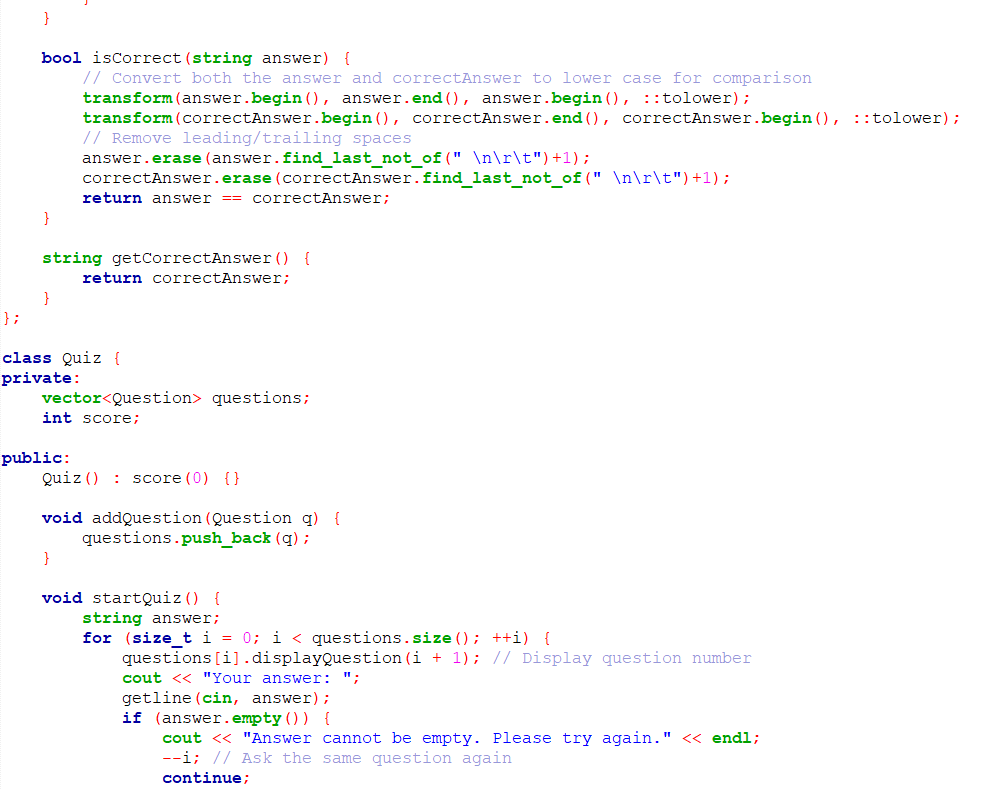 }

    bool isCorrect(string answer) {
        // Convert both the answer and correctAnswer to lower case for comparison
        transform(answer.begin(), answer.end(), answer.begin(), ::tolower);
        transform(correctAnswer.begin(), correctAnswer.end(), correctAnswer.begin(), ::tolower);
        // Remove leading/trailing spaces
        answer.erase(answer.find_last_not_of(" \n\r\t")+1);
        correctAnswer.erase(correctAnswer.find_last_not_of(" \n\r\t")+1);
        return answer == correctAnswer;
    }

    string getCorrectAnswer() {
        return correctAnswer;
    }
};

class Quiz {
private:
    vector<Question> questions;
    int score;

public:
    Quiz() : score(0) {}

    void addQuestion(Question q) {
        questions.push_back(q);
    }

    void startQuiz() {
        string answer;
        for (size_t i = 0; i < questions.size(); ++i) {
            questions[i].displayQuestion(i + 1); // Display question number
            cout << "Your answer: ";
            getline(cin, answer);
            if (answer.empty()) {
                cout << "Answer cannot be empty. Please try again." << endl;
                --i; // Ask the same question again
                continue;